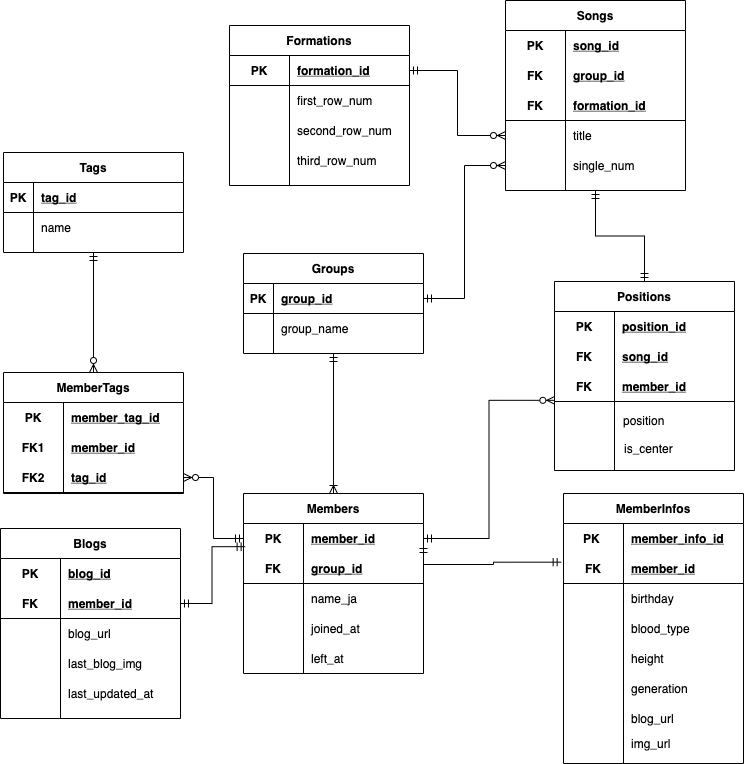 Formations
PK formation_id
first_row_num
second_row_num
third_row_num
Songs
PK song_id
FK group_id
FK formation_id
title
single_num
Tags
PK tag_id
name
Groups
PK group_id
group_name
Positions
PK position_id
FK song_id
FK member_id
position
is_center
MemberTags
PK member_tag_id
FK1 member_id
FK2 tag_id
Members
PK member_id
FK group_id
name_ja
joined_at
left_at
MemberInfos
PK member_info_id
FK member_id
birthday
blood_type
height
generation
blog_url
img_url
Blogs
PK blog_id
FK member_id
blog_url
last_blog_img
last_updated_at